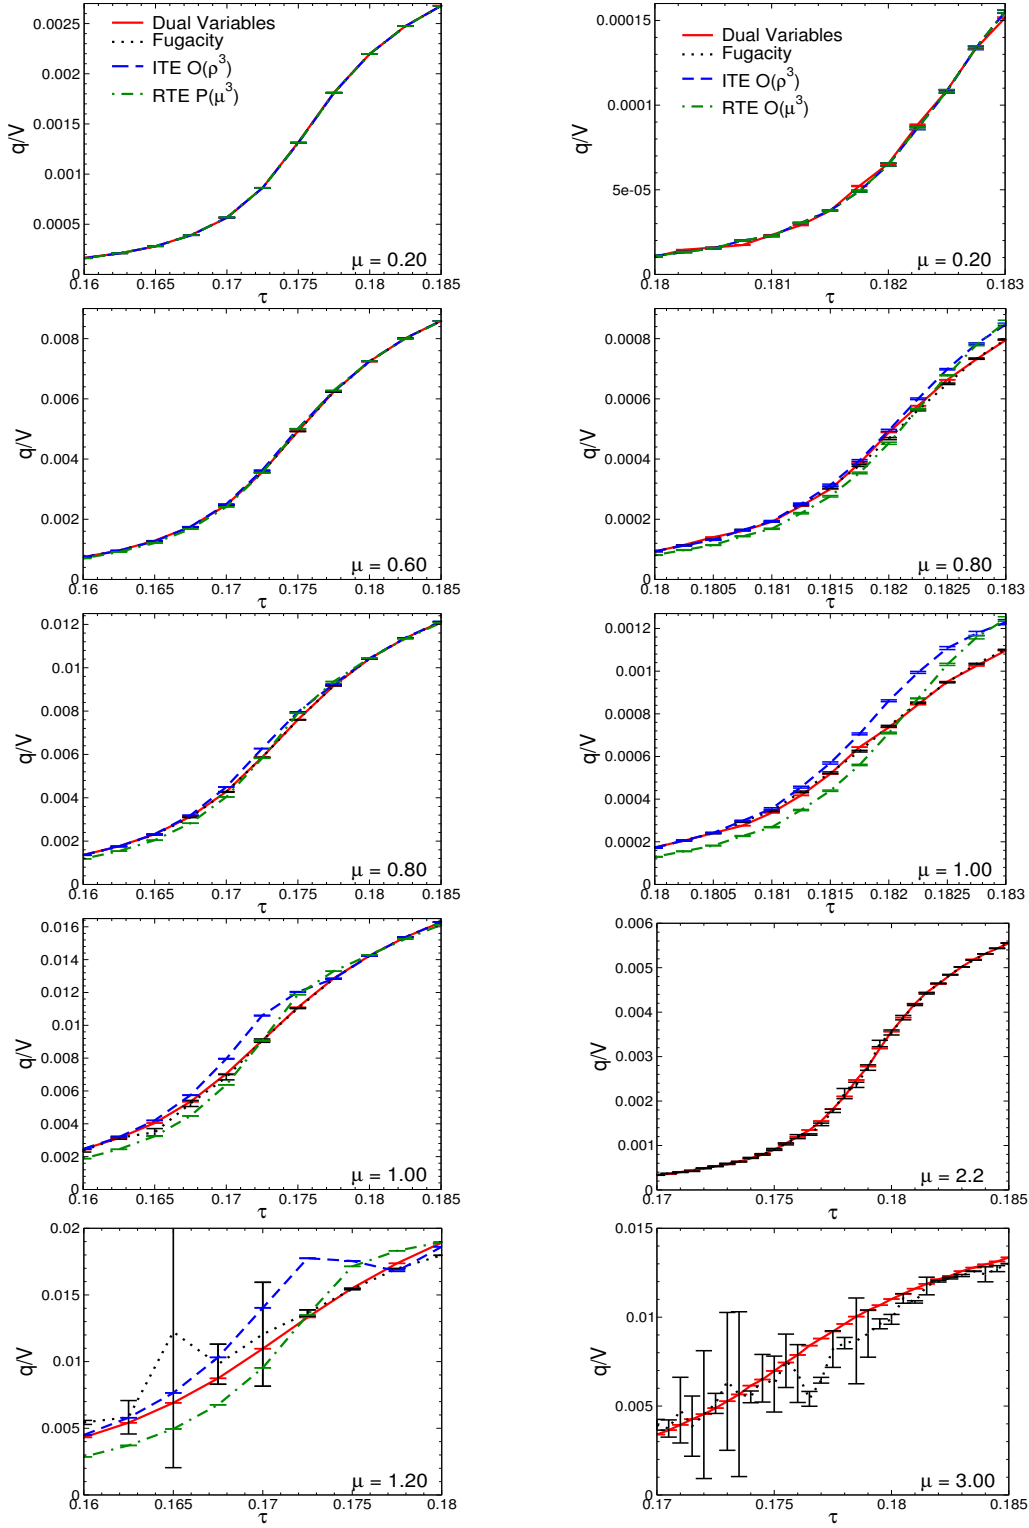 0.0025
0.002
0.0015
0.001
0.0005
0
q/V
Dual Variables
Fugacity
ITE O(ρ³)
RTE P(μ³)
μ = 0.20
0.16 0.165 0.17 0.175 0.18 0.185
τ
0.00015
0.0001
5e-05
0
q/V
Dual Variables
Fugacity
ITE O(ρ³)
RTE O(μ³)
μ = 0.20
0.18 0.181 0.182 0.183
τ
0.008
0.006
0.004
0.002
0
q/V
μ = 0.60
0.16 0.165 0.17 0.175 0.18 0.185
τ
0.0008
0.0006
0.0004
0.0002
0
q/V
μ = 0.80
0.18 0.1805 0.181 0.1815 0.182 0.1825 0.183
τ
0.012
0.01
0.008
0.006
0.004
0.002
0
q/V
μ = 0.80
0.16 0.165 0.17 0.175 0.18 0.185
τ
0.0012
0.001
0.0008
0.0006
0.0004
0.0002
0
q/V
μ = 1.00
0.18 0.1805 0.181 0.1815 0.182 0.1825 0.183
τ
0.016
0.014
0.012
0.01
0.008
0.006
0.004
0.002
0
q/V
μ = 1.00
0.16 0.165 0.17 0.175 0.18 0.185
τ
0.006
0.005
0.004
0.003
0.002
0.001
0
q/V
μ = 2.2
0.17 0.175 0.18 0.185
τ
0.02
0.015
0.01
0.005
0
q/V
μ = 1.20
0.16 0.165 0.17 0.175 0.18
τ
0.015
0.01
0.005
0
q/V
μ = 3.00
0.17 0.175 0.18 0.185
τ